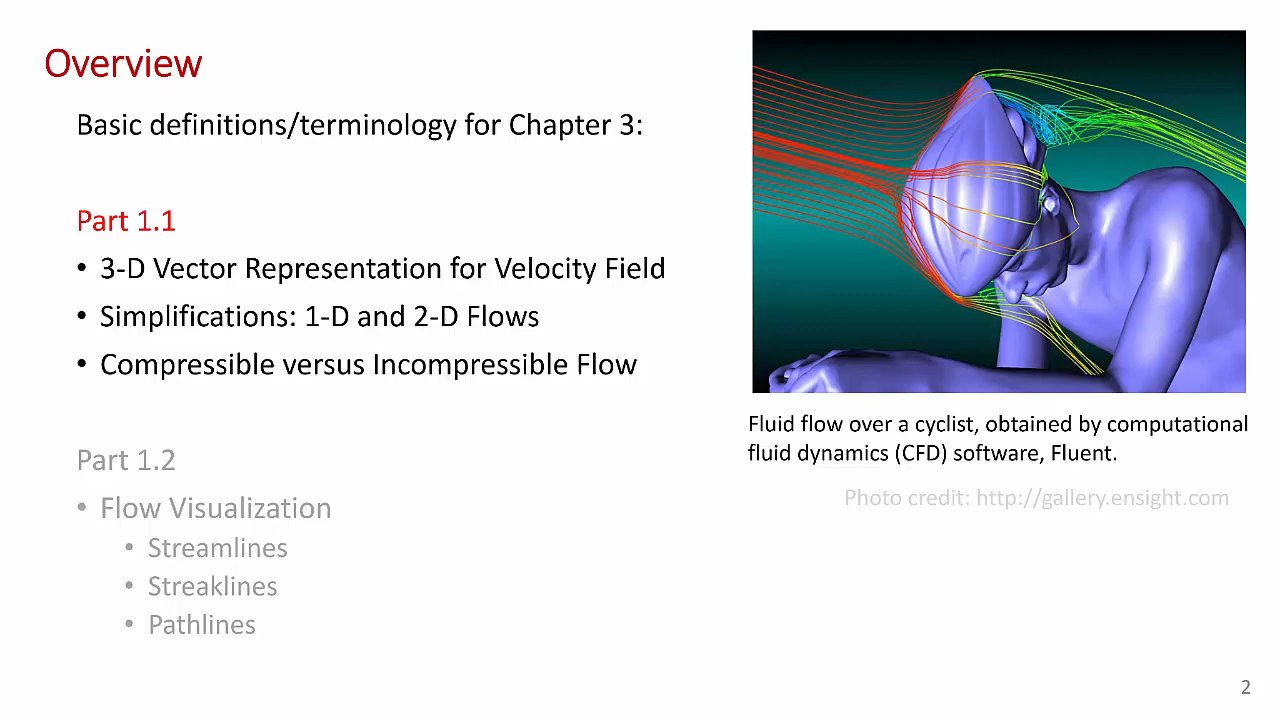 Overview
Basic definitions/terminology for Chapter 3:
Part 1.1
• 3-D Vector Representation for Velocity Field
• Simplifications: 1-D and 2-D Flows
• Compressible versus Incompressible Flow
Part 1.2
• Flow Visualization
• Streamlines
• Streaklines
• Pathlines
Fluid flow over a cyclist, obtained by computational
fluid dynamics (CFD) software, Fluent.
Photo credit: http://gallery.ensight.com
2